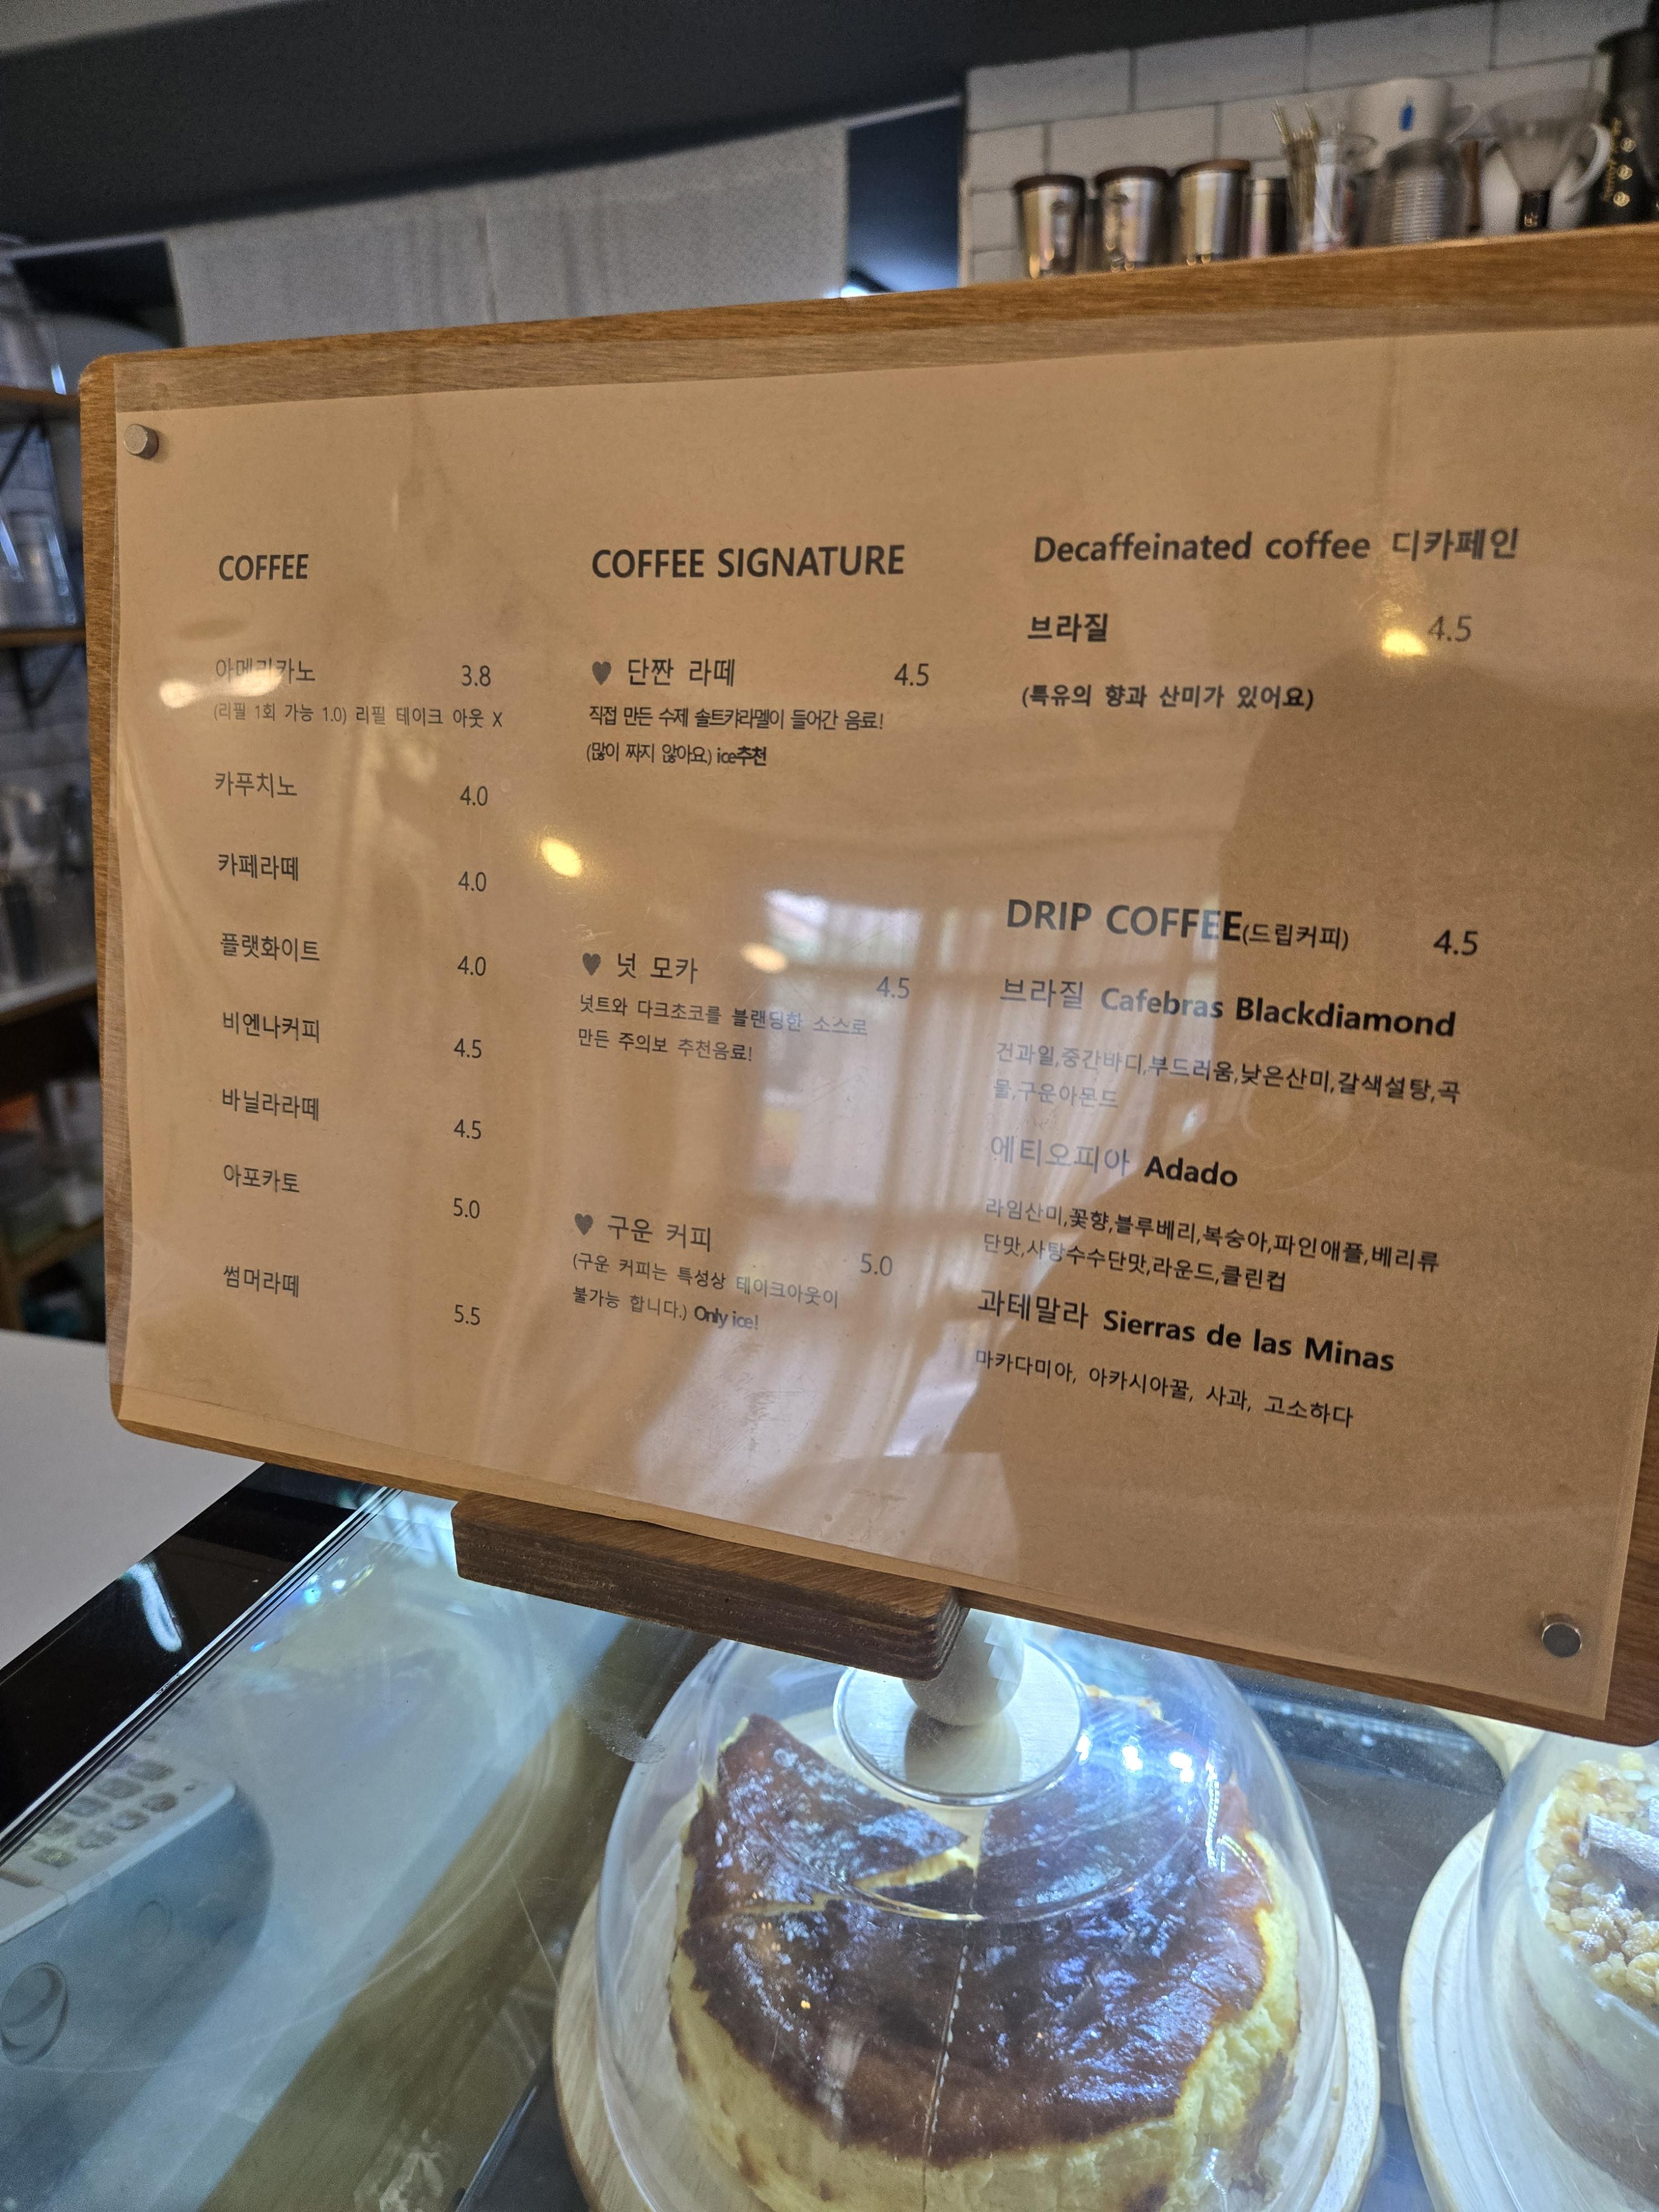 COFFEE
아메리카노 3.8
(리필 1회 가능 1.0) 리필 테이크 아웃 X
카푸치노 4.0
카페라떼 4.0
플랫화이트 4.0
비엔나커피 4.5
바닐라라떼 4.5
아포카토 5.0
썸머라떼 5.5
COFFEE SIGNATURE
♥ 단짠 라떼 4.5
직접 만든 수제 솔트캬라멜이 들어간 음료!
(많이 짜지 않아요) ice추천
♥ 넛 모카 4.5
넛트와 다크초코를 블랜딩한 소스로
만든 주의보 추천음료!
♥ 구운 커피 5.0
(구운 커피는 특성상 테이크아웃이
불가능 합니다.) Only ice!
Decaffeinated coffee 디카페인
브라질 4.5
(특유의 향과 산미가 있어요)
DRIP COFFEE(드립커피) 4.5
브라질 Cafebras Blackdiamond
건과일,중간바디,부드러움,낮은산미,갈색설탕,곡
물,구운아몬드
에티오피아 Adado
라임산미,꽃향,블루베리,복숭아,파인애플,베리류
단맛,사탕수수단맛,라운드,클린컵
과테말라 Sierras de las Minas
마카다미아, 아카시아꿀, 사과, 고소하다